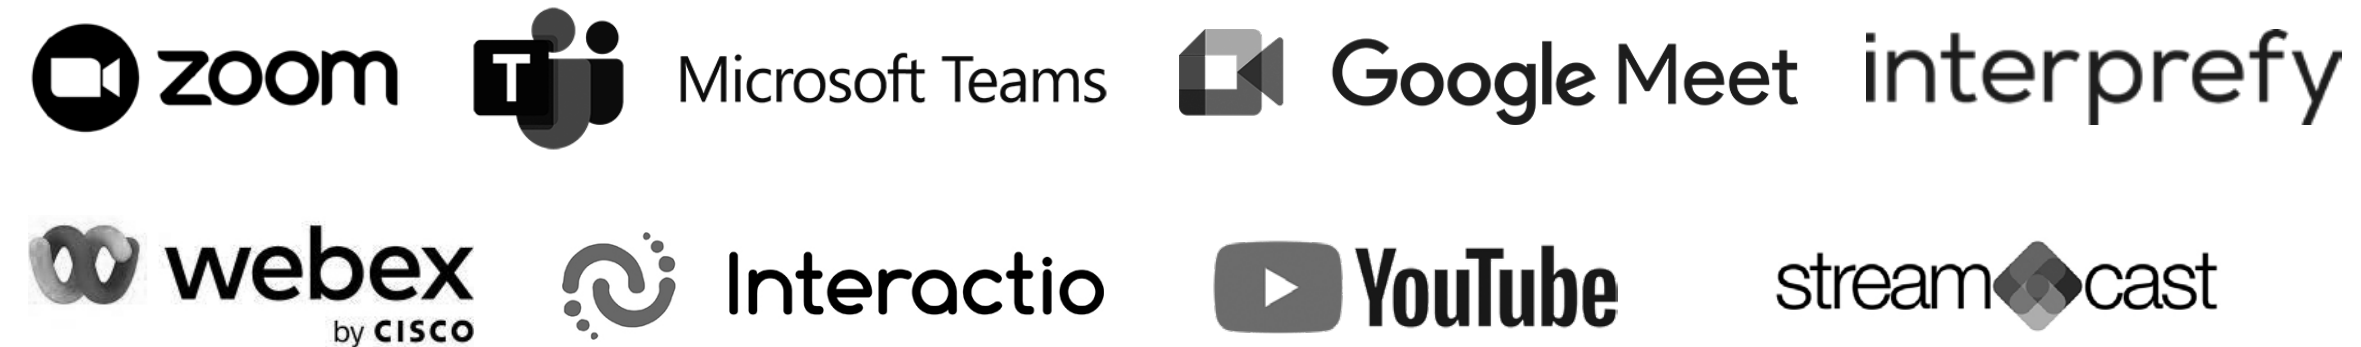 zoom
T Microsoft Teams
Google Meet
interprefy
webex
by CISCO
Interactio
YouTube
stream cast